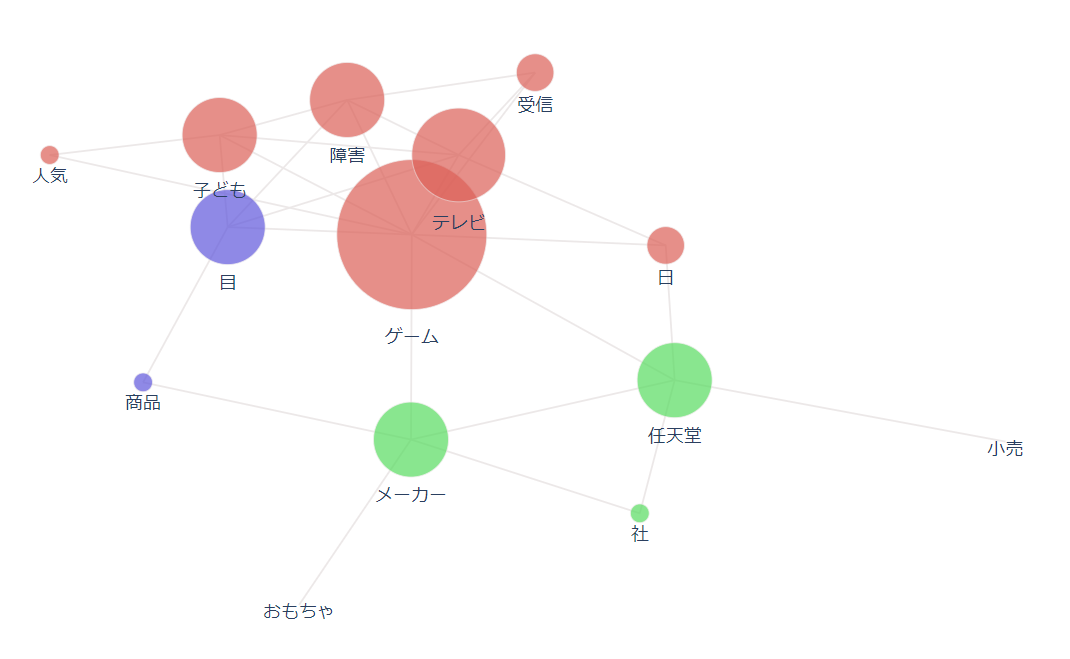 受信
障害
人気
子ども
テレビ
日
目
ゲーム
商品
任天堂
小売
メーカー
社
おもちゃ